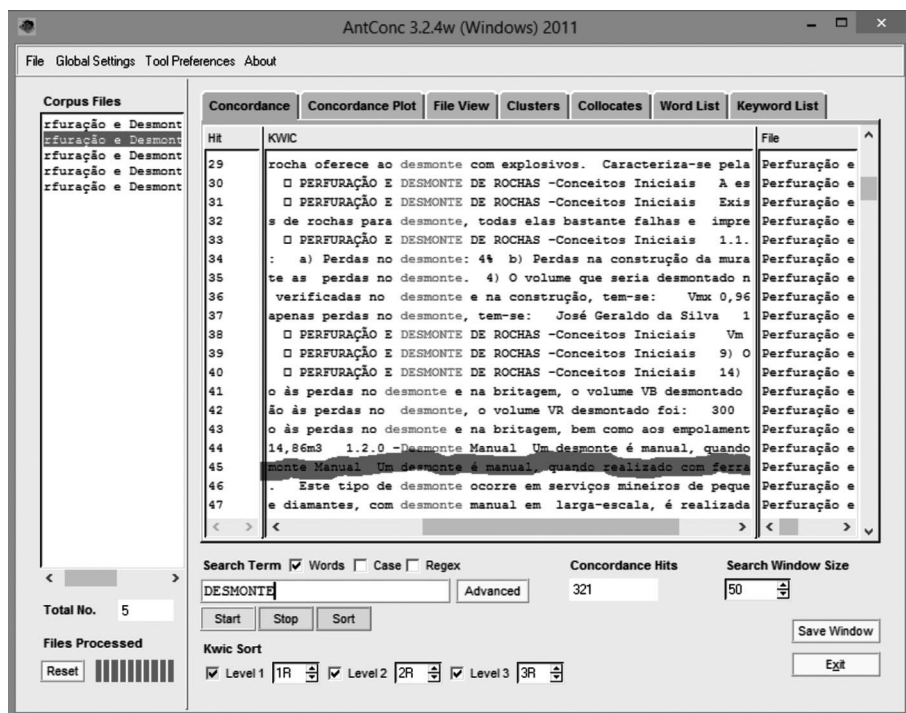 AntConc 3.2.4w (Windows) 2011
File Global Settings Tool Preferences About
Corpus Files
rfuração e Desmont
rfuração e Desmont
rfuração e Desmont
rfuração e Desmont
rfuração e Desmont
Total No. 5
Files Processed
Reset
Concordance Concordance Plot File View Clusters Collocates Word List Keyword List
Hit KWIC File
29 rocha oferece ao desmonte com explosivos. Caracteriza-se pela Perfuração e
30 □ PERFURAÇÃO E DESMONTE DE ROCHAS -Conceitos Iniciais A es Perfuração e
31 □ PERFURAÇÃO E DESMONTE DE ROCHAS -Conceitos Iniciais Exis Perfuração e
32 s de rochas para desmonte, todas elas bastante falhas e impre Perfuração e
33 □ PERFURAÇÃO E DESMONTE DE ROCHAS -Conceitos Iniciais 1.1. Perfuração e
34 : a) Perdas no desmonte: 4% b) Perdas na construção da mura Perfuração e
35 te as perdas no desmonte. 4) O volume que seria desmontado n Perfuração e
36 verificadas no desmonte e na construção, tem-se: Vmx 0,96 Perfuração e
37 apenas perdas no desmonte, tem-se: José Geraldo da Silva 1 Perfuração e
38 □ PERFURAÇÃO E DESMONTE DE ROCHAS -Conceitos Iniciais Vm Perfuração e
39 □ PERFURAÇÃO E DESMONTE DE ROCHAS -Conceitos Iniciais 9) O Perfuração e
40 □ PERFURAÇÃO E DESMONTE DE ROCHAS -Conceitos Iniciais 14) Perfuração e
41 o às perdas no desmonte e na britagem, o volume VB desmontado Perfuração e
42 ão às perdas no desmonte, o volume VR desmontado foi: 300 Perfuração e
43 o às perdas no desmonte e na britagem, bem como aos empolament Perfuração e
44 14,86m3 1.2.0 -Desmonte Manual Um desmonte é manual, quando Perfuração e
45 monte Manual Um desmonte é manual, quando realizado com ferra Perfuração e
46 . Este tipo de desmonte ocorre em serviços mineiros de peque Perfuração e
47 e diamantes, com desmonte manual em larga-escala, é realizada Perfuração e
Search Term Words Case Regex Concordance Hits Search Window Size
DESMONTE Advanced 321 50
Start Stop Sort
Save Window
Kwic Sort
Level 1 1R Level 2 2R Level 3 3R
Exit